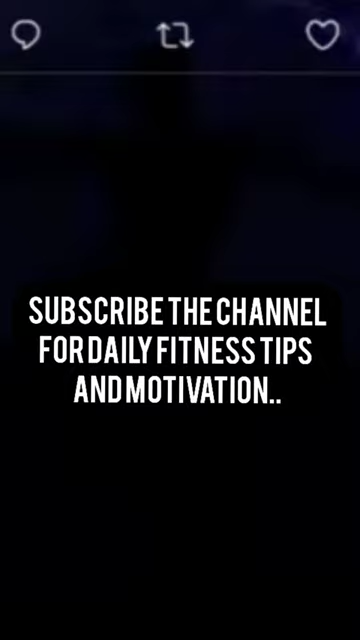 SUBSCRIBE THE CHANNEL
FOR DAILY FITNESS TIPS
AND MOTIVATION..